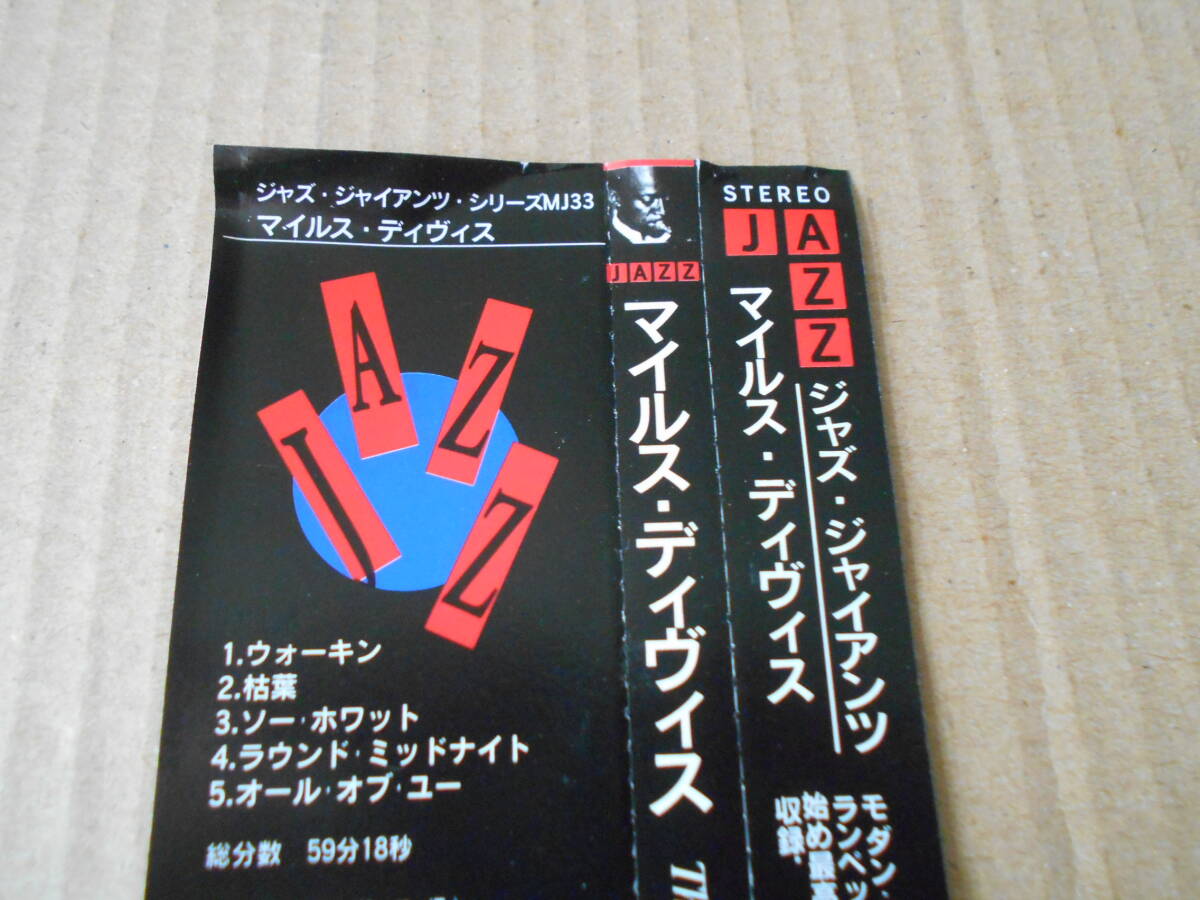 ジャズ・ジャイアンツ・シリーズMJ33
マイルス・ディヴィス
JAZZ
1.ウォーキン
2.枯葉
3.ソー・ホワット
4.ラウンド・ミッドナイト
5.オール・オブ・ユー
総分数 59分18秒
JAZZ
マイルス・ディヴィス
77
STEREO
JAZZ
ジャズ・ジャイアンツ
マイルス・ディヴィス
モダン・
ランペッ
始め最高
収録.